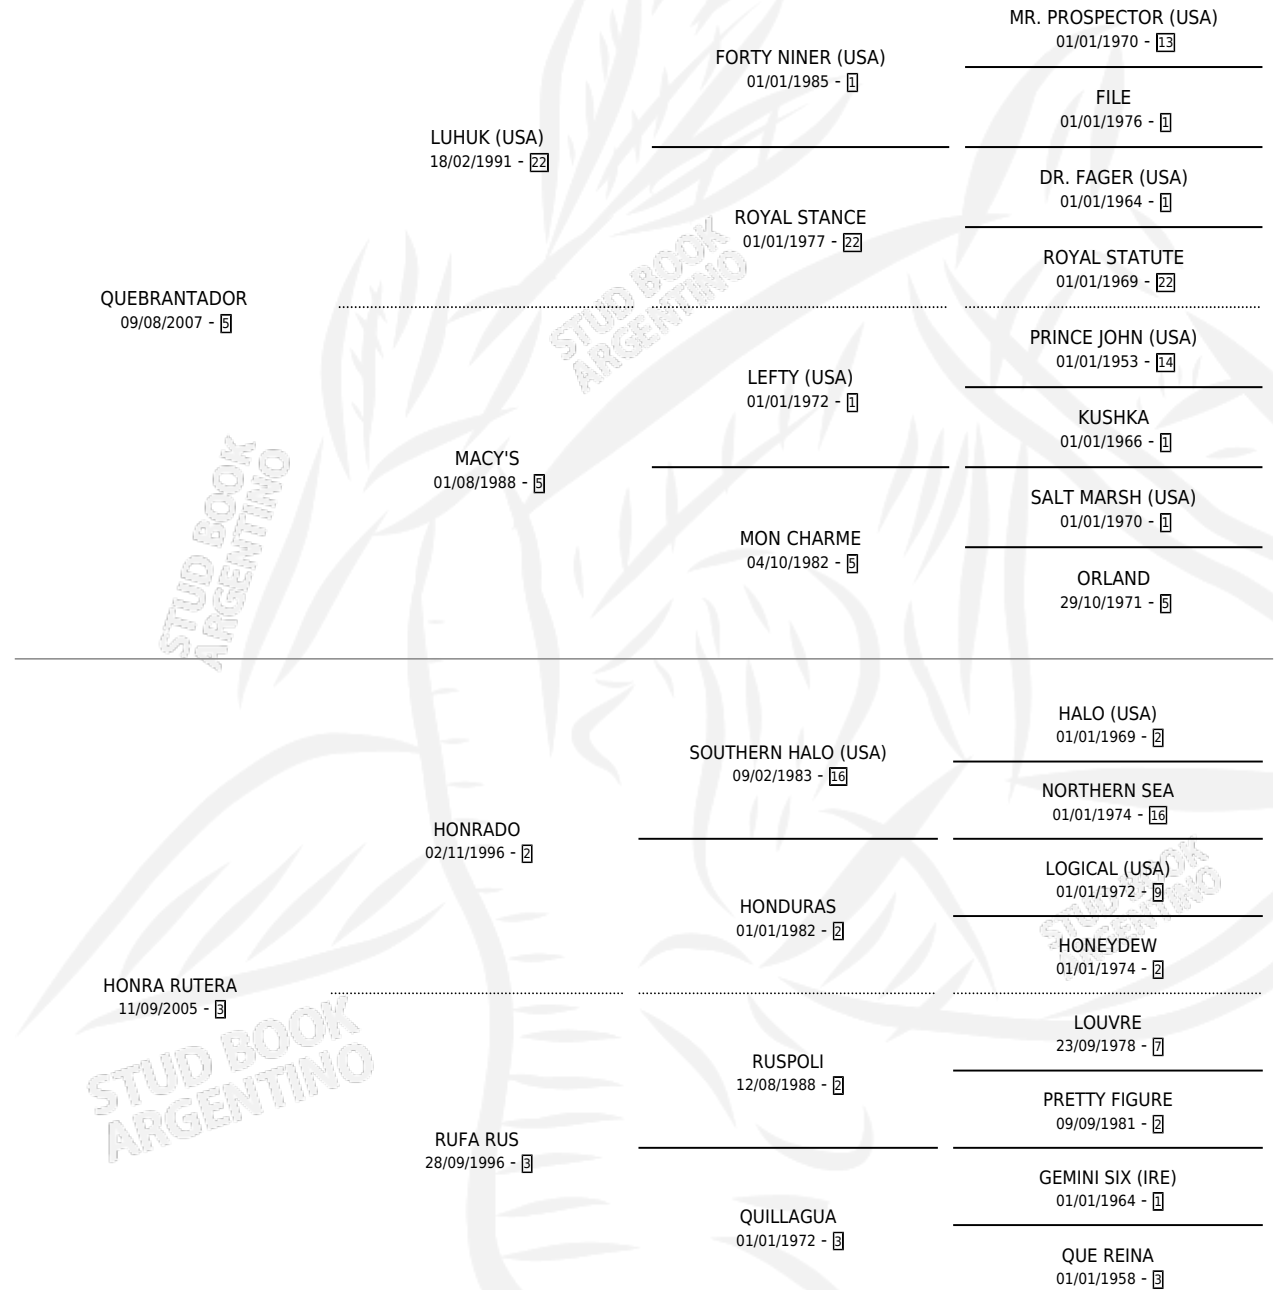 MR. PROSPECTOR (USA)
01/01/1970 - 13
FORTY NINER (USA)
01/01/1985 - 1
FILE
01/01/1976 - 1
LUHUK (USA)
18/02/1991 - 22
DR. FAGER (USA)
01/01/1964 - 1
ROYAL STANCE
01/01/1977 - 22
ROYAL STATUTE
01/01/1969 - 22
STUD BOOK
ARGENTINO
QUEBRANTADOR
09/08/2007 - 5
PRINCE JOHN (USA)
01/01/1953 - 14
LEFTY (USA)
01/01/1972 - 1
KUSHKA
01/01/1966 - 1
MACY'S
01/08/1988 - 5
STUD BOOK
ARGENTINO
SALT MARSH (USA)
01/01/1970 - 1
MON CHARME
04/10/1982 - 5
ORLAND
29/10/1971 - 5
HALO (USA)
01/01/1969 - 2
SOUTHERN HALO (USA)
09/02/1983 - 16
NORTHERN SEA
01/01/1974 - 16
HONRADO
02/11/1996 - 2
LOGICAL (USA)
01/01/1972 - 9
STUD BOOK
ARGENTINO
HONDURAS
01/01/1982 - 2
HONEYDEW
01/01/1974 - 2
HONRA RUTERA
11/09/2005 - 3
STUD BOOK
ARGENTINO
LOUVRE
23/09/1978 - 7
RUSPOLI
12/08/1988 - 2
PRETTY FIGURE
09/09/1981 - 2
RUFA RUS
28/09/1996 - 3
GEMINI SIX (IRE)
01/01/1964 - 1
QUILLAGUA
01/01/1972 - 3
QUE REINA
01/01/1958 - 3